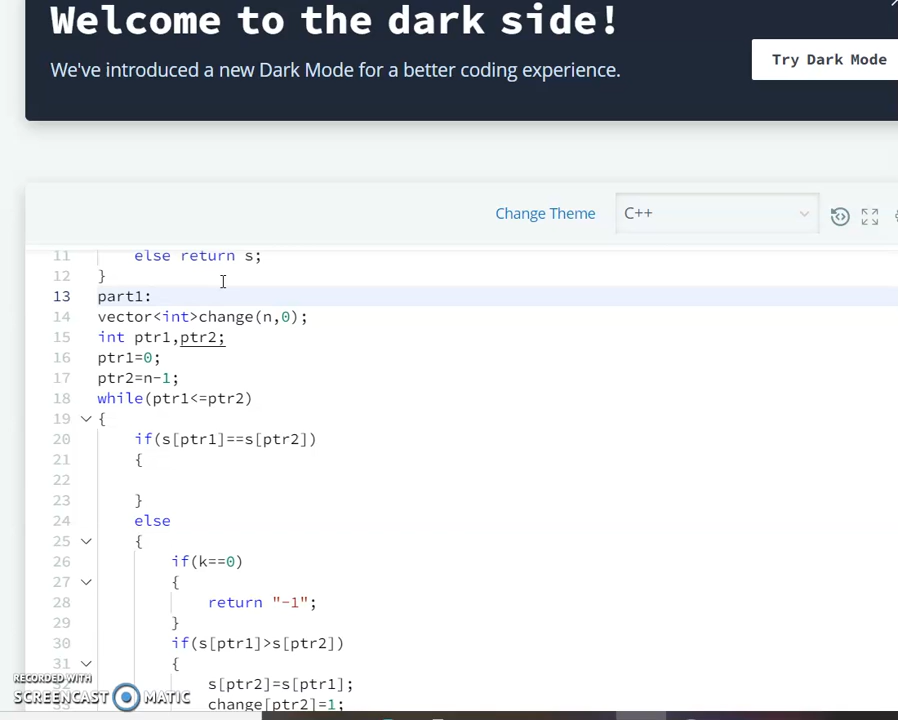 Welcome to the dark side!
We've introduced a new Dark Mode for a better coding experience.
Try Dark Mode
Change Theme
C++
11 else return s;
12 }
13 part1:
14 vector<int>change(n,0);
15 int ptr1,ptr2;
16 ptr1=0;
17 ptr2=n-1;
18 while(ptr1<=ptr2)
19 {
20 if(s[ptr1]==s[ptr2])
21 {
22
23 }
24 else
25 {
26 if(k==0)
27 {
28 return "-1";
29 }
30 if(s[ptr1]>s[ptr2])
31 {
s[ptr2]=s[ptr1];
change[ptr2]=1;
RECORDED WITH
SCREENCAST MATIC